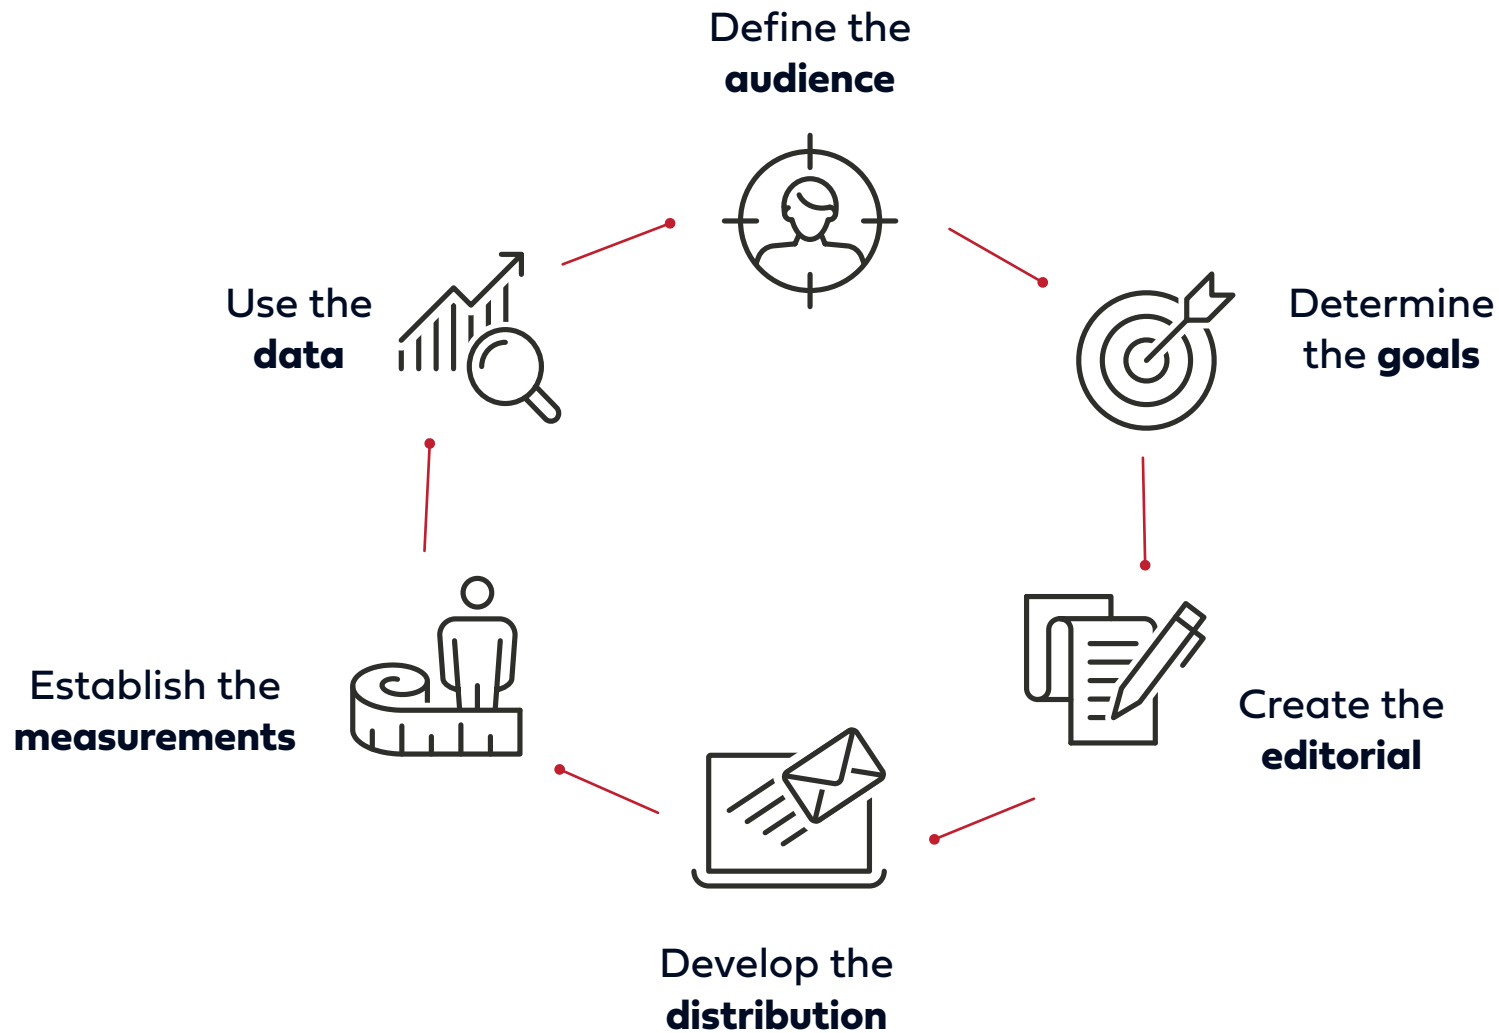 Define the
audience
Determine
the goals
Create the
editorial
Develop the
distribution
Establish the
measurements
Use the
data